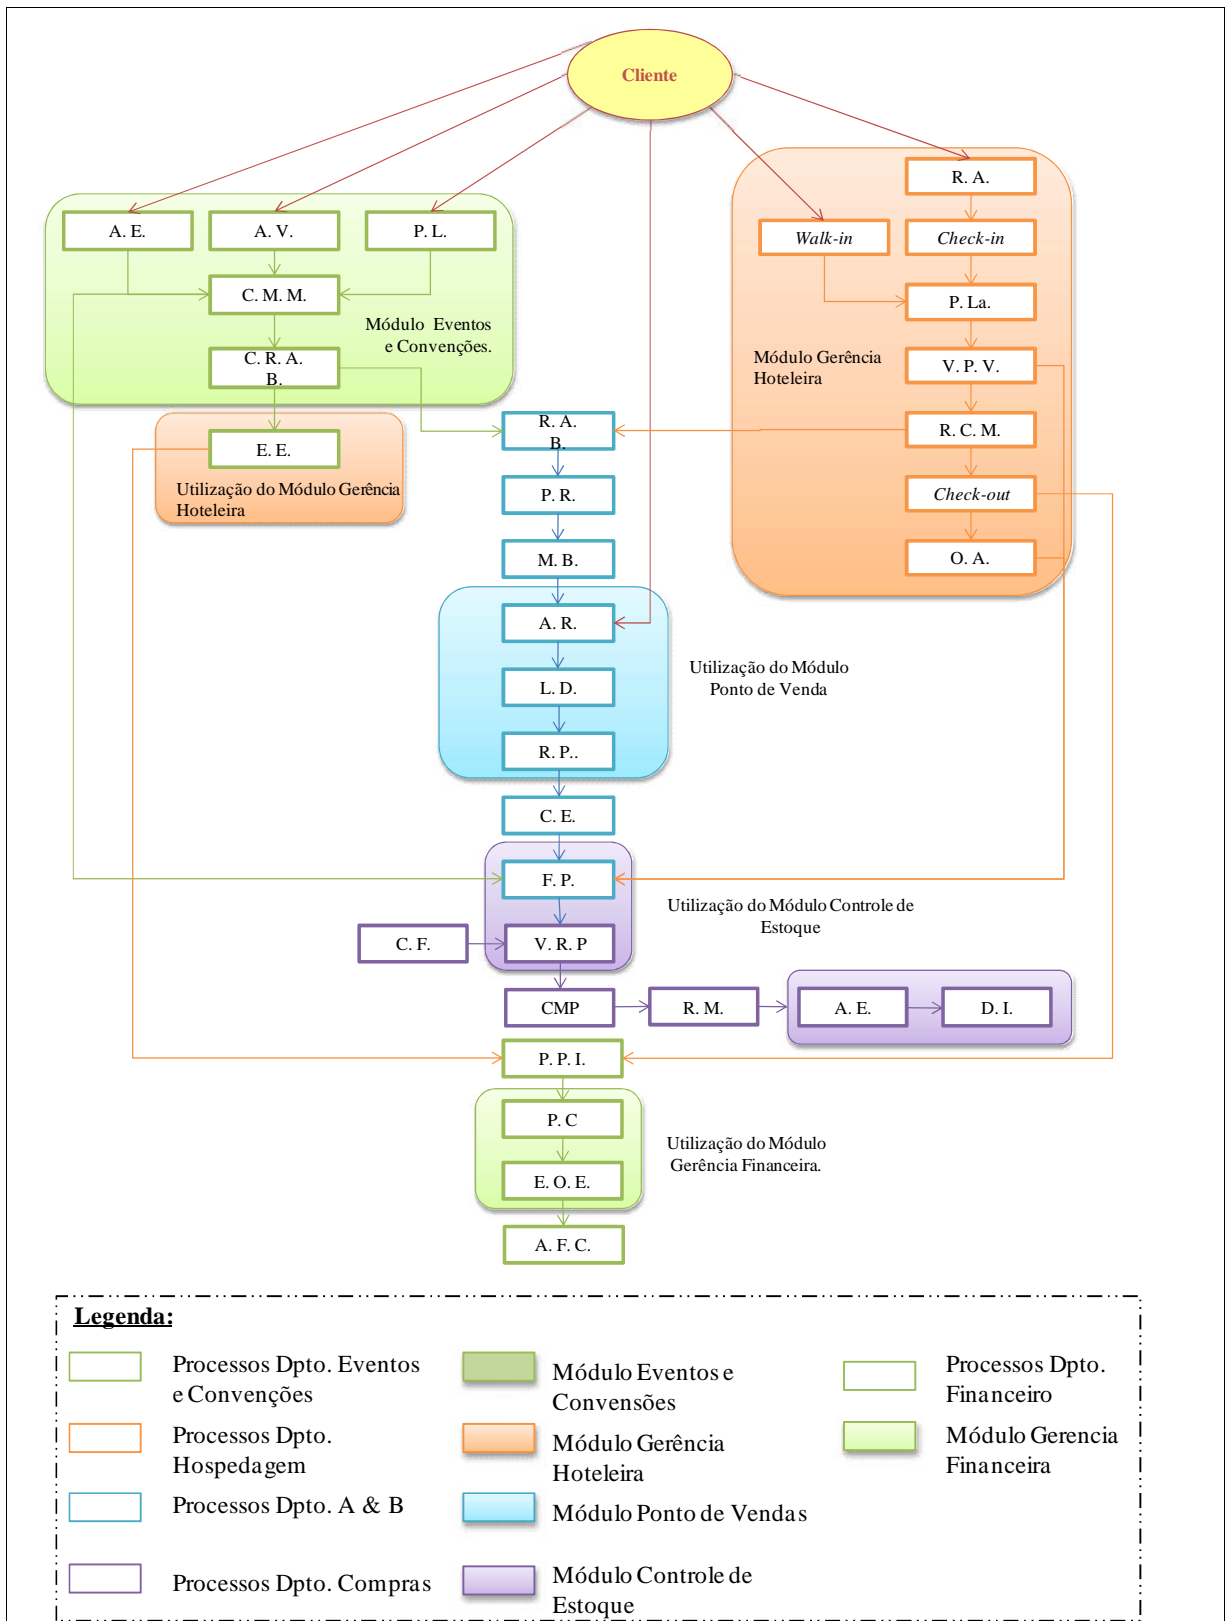 Cliente
R. A.
A. E.
A. V.
P. L.
Walk-in
Check-in
C. M. M.
P. La.
Módulo Eventos
e Convenções.
C. R. A.
B.
Módulo Gerência
Hoteleira
V. P. V.
R. A.
B.
R. C. M.
E. E.
Utilização do Módulo Gerência
Hoteleira
P. R.
Check-out
M. B.
O. A.
A. R.
Utilização do Módulo
Ponto de Venda
L. D.
R. P..
C. E.
F. P.
Utilização do Módulo Controle de
Estoque
C. F.
V. R. P
CMP
R. M.
A. E.
D. I.
P. P. I.
P. C
Utilização do Módulo
Gerência Financeira.
E. O. E.
A. F. C.
Legenda:
Processos Dpto. Eventos
e Convenções
Módulo Eventos e
Convensões
Processos Dpto.
Financeiro
Processos Dpto.
Hospedagem
Módulo Gerência
Hoteleira
Módulo Gerencia
Financeira
Processos Dpto. A & B
Módulo Ponto de Vendas
Processos Dpto. Compras
Módulo Controle de
Estoque